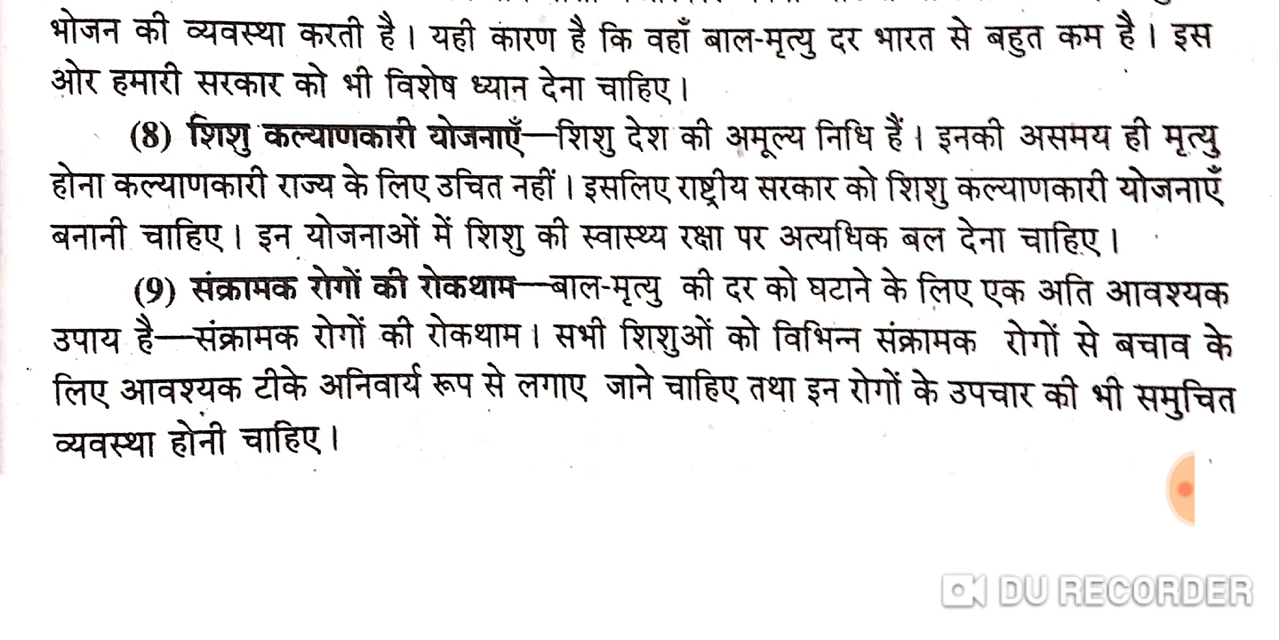 भोजन की व्यवस्था करती है। यही कारण है कि वहाँ बाल-मृत्यु दर भारत से बहुत कम है। इस
ओर हमारी सरकार को भी विशेष ध्यान देना चाहिए।
(8) शिशु कल्याणकारी योजनाएँ—शिशु देश की अमूल्य निधि हैं। इनकी असमय ही मृत्यु
होना कल्याणकारी राज्य के लिए उचित नहीं। इसलिए राष्ट्रीय सरकार को शिशु कल्याणकारी योजनाएँ
बनानी चाहिए। इन योजनाओं में शिशु की स्वास्थ्य रक्षा पर अत्यधिक बल देना चाहिए।
(9) संक्रामक रोगों की रोकथाम—बाल-मृत्यु की दर को घटाने के लिए एक अति आवश्यक
उपाय है—संक्रामक रोगों की रोकथाम। सभी शिशुओं को विभिन्न संक्रामक रोगों से बचाव के
लिए आवश्यक टीके अनिवार्य रूप से लगाए जाने चाहिए तथा इन रोगों के उपचार की भी समुचित
व्यवस्था होनी चाहिए।
DU RECORDER